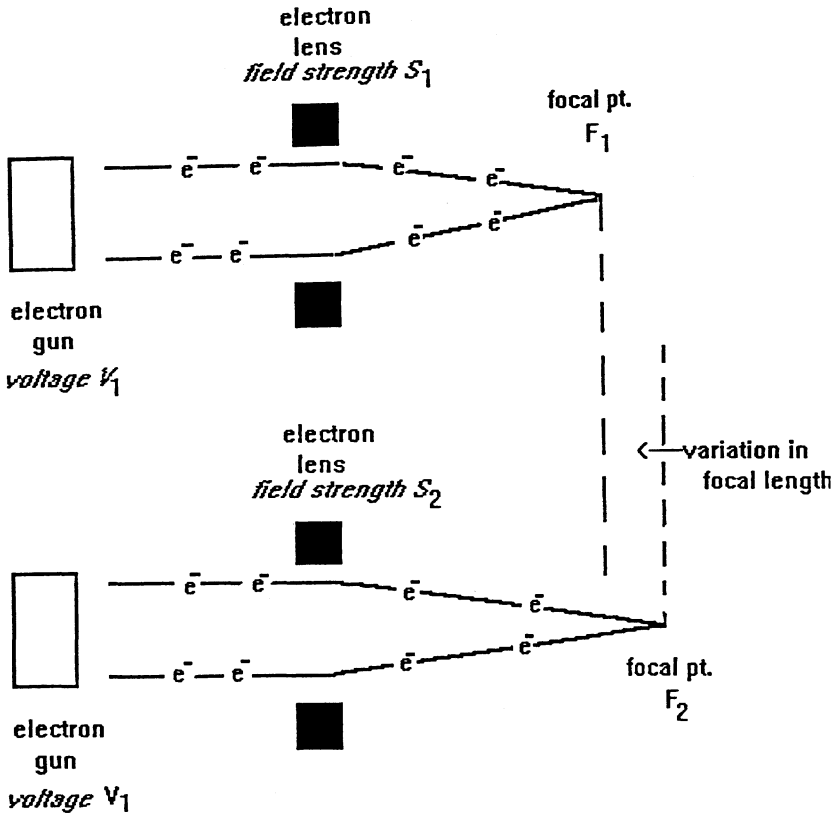 electron
lens
field strength S₁
focal pt.
F₁
e⁻ e⁻ e⁻ e⁻
e⁻ e⁻ e⁻ e⁻
electron
gun
voltage V₁
electron
lens
field strength S₂
variation in
focal length
e⁻ e⁻ e⁻ e⁻
e⁻ e⁻ e⁻ e⁻
focal pt.
F₂
electron
gun
voltage V₁